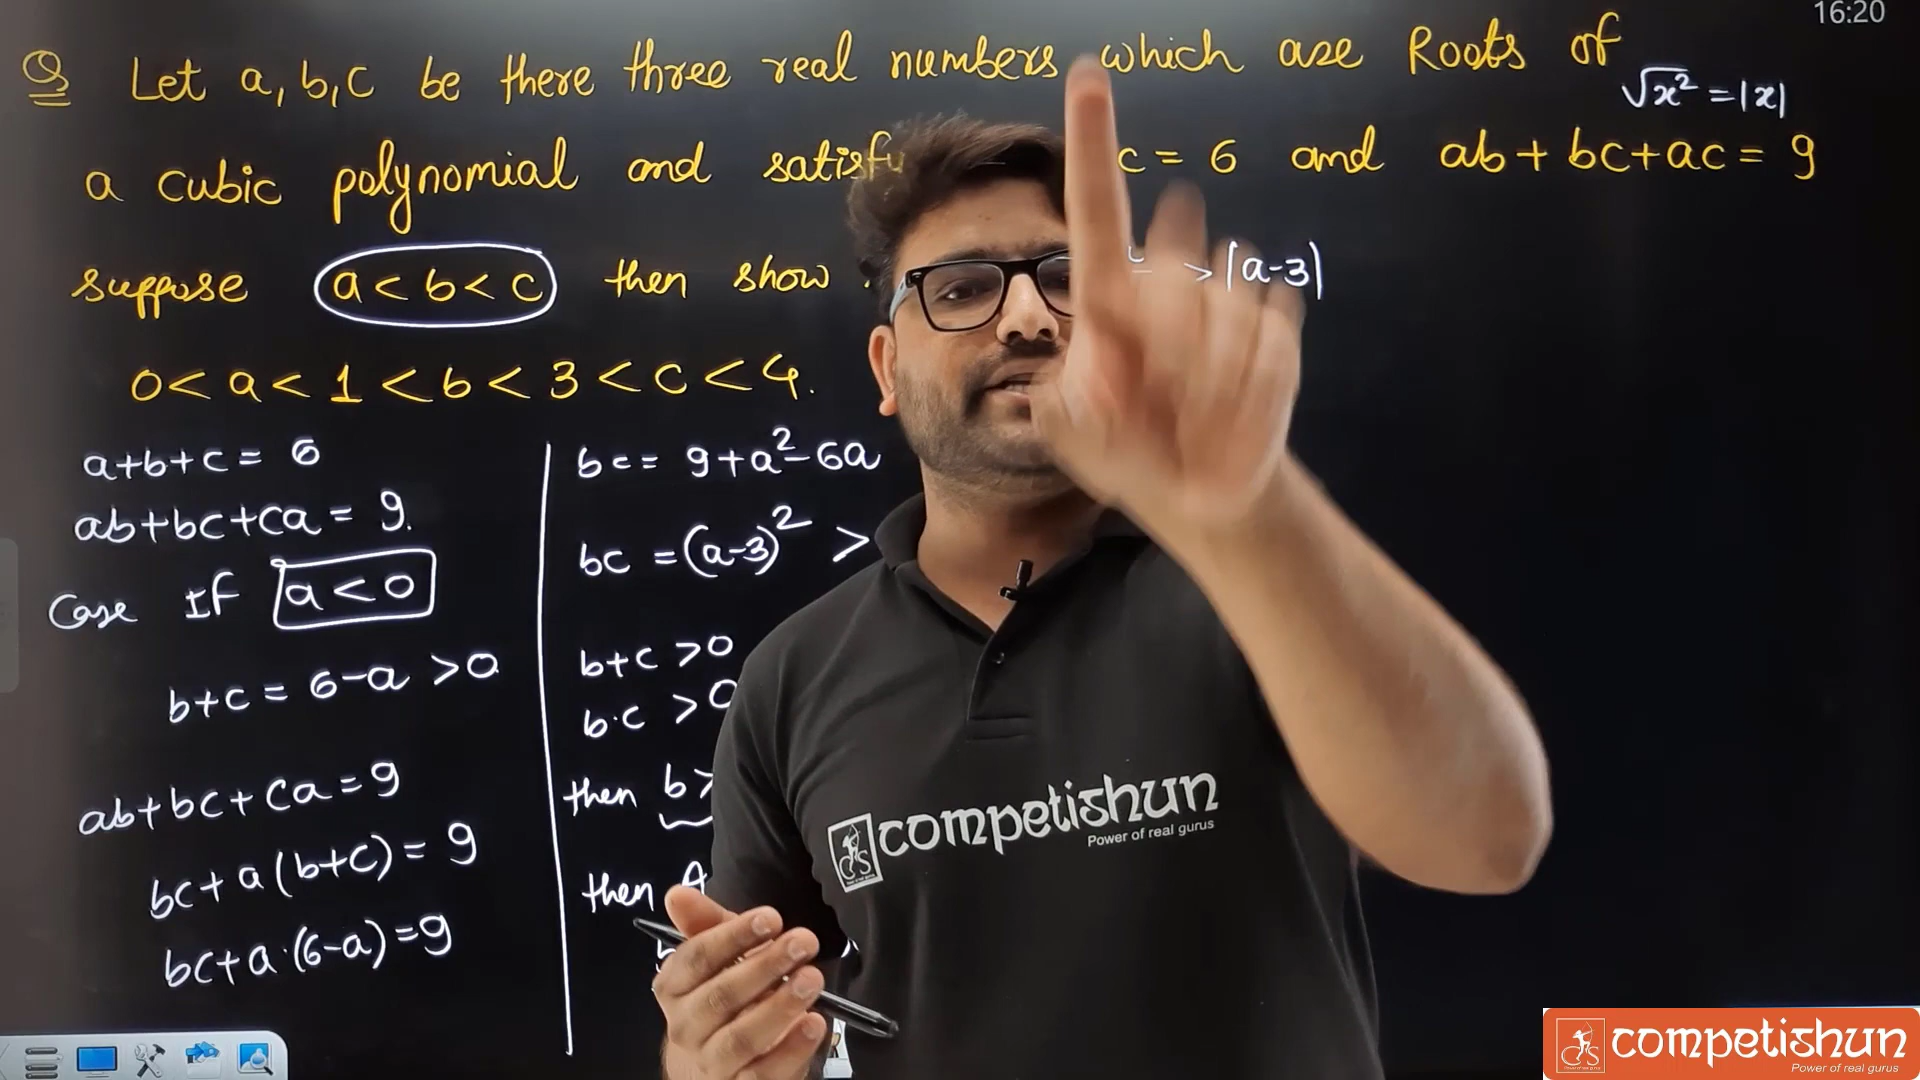 16:20
Q Let a, b, c be there three real numbers which are Roots of
√x² = |x|
a cubic polynomial and satisfy c = 6 and ab + bc + ac = 9
suppose a < b < c then show
> |a-3|
0 < a < 1 < b < 3 < c < 4.
a+b+c = 6
ab+bc+ca = 9.
Case If a < 0
b+c = 6-a > 0
ab+bc+ca = 9
bc+a(b+c) = 9
bc+a·(6-a)=9
bc = 9+a²-6a
bc = (a-3)² >
b+c > 0
b·c > 0
then b >
then A
competishun
Power of real gurus
competishun
Power of real gurus